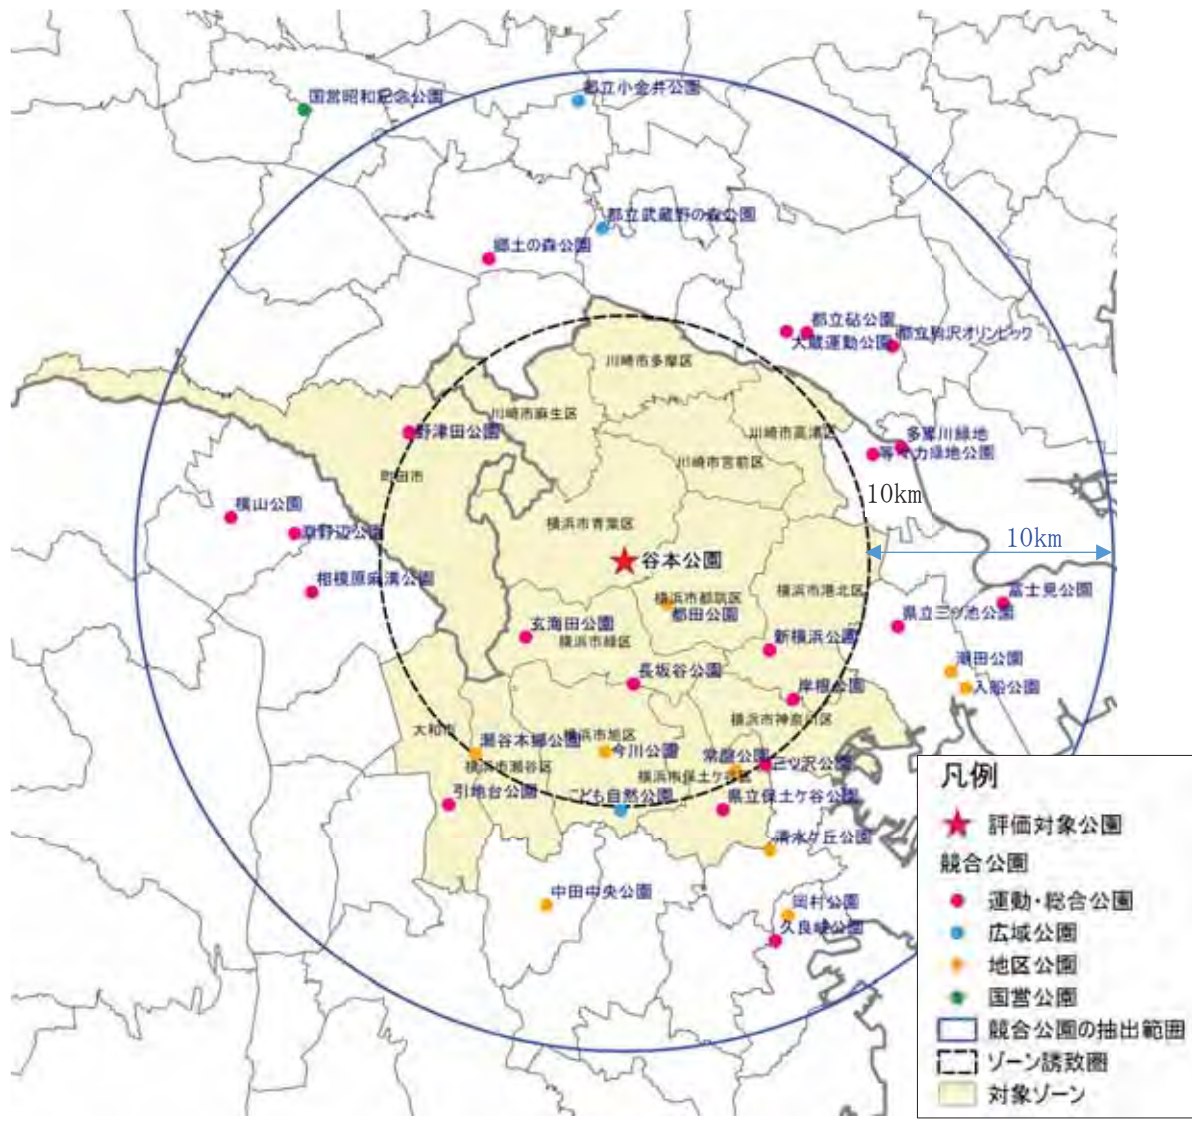 国営昭和記念公園
都立小金井公園
都立武蔵野の森公園
郷土の森公園
都立砧公園
大蔵運動公園
都立駒沢オリンピック
川崎市多摩区
川崎市麻生区
野津田公園
川崎市高津区
多摩川緑地
等々力緑地公園
川崎市宮前区
町田市
10km
横山公園
横浜市青葉区
淵野辺公園
10km
谷本公園
相模原麻溝公園
横浜市港北区
横浜市都筑区
富士見公園
都田公園
県立三ツ池公園
玄海田公園
横浜市緑区
新横浜公園
潮田公園
長坂谷公園
入船公園
岸根公園
横浜市神奈川区
大和市
瀬谷本郷公園
横浜市旭区
今川公園
常盤公園
三ツ沢公園
横浜市瀬谷区
横浜市保土ケ谷区
引地台公園
こども自然公園
県立保土ケ谷公園
清水ケ丘公園
中田中央公園
岡村公園
久良岐公園
凡例
評価対象公園
競合公園
運動・総合公園
広域公園
地区公園
国営公園
競合公園の抽出範囲
ゾーン誘致圏
対象ゾーン